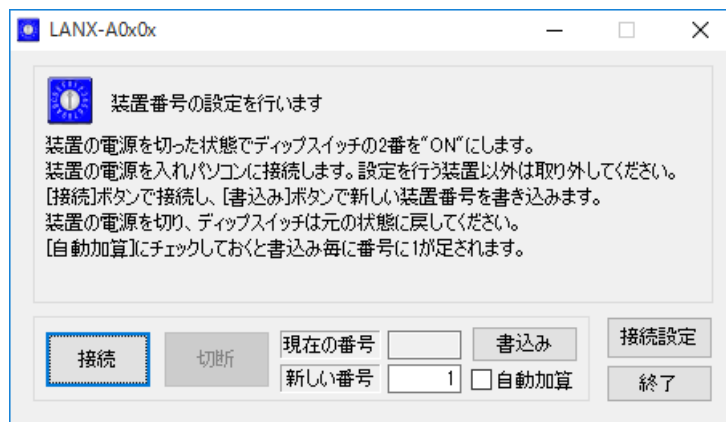 LANX-A0x0x
装置番号の設定を行います
装置の電源を切った状態でディップスイッチの2番を"ON"にします。
装置の電源を入れパソコンに接続します。設定を行う装置以外は取り外してください。
[接続]ボタンで接続し、[書込み]ボタンで新しい装置番号を書き込みます。
装置の電源を切り、ディップスイッチは元の状態に戻してください。
[自動加算]にチェックしておくと書込み毎に番号に1が足されます。
接続
切断
現在の番号
書込み
新しい番号 1
自動加算
接続設定
終了